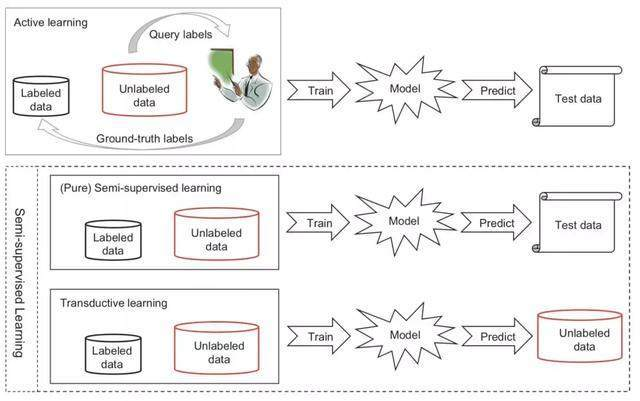 Active learning
Query labels
Labeled
data
Unlabeled
data
Ground-truth labels
Train
Model
Predict
Test data
Semi-supervised Learning
(Pure) Semi-supervised learning
Labeled
data
Unlabeled
data
Train
Model
Predict
Test data
Transductive learning
Labeled
data
Unlabeled
data
Train
Model
Predict
Unlabeled
data